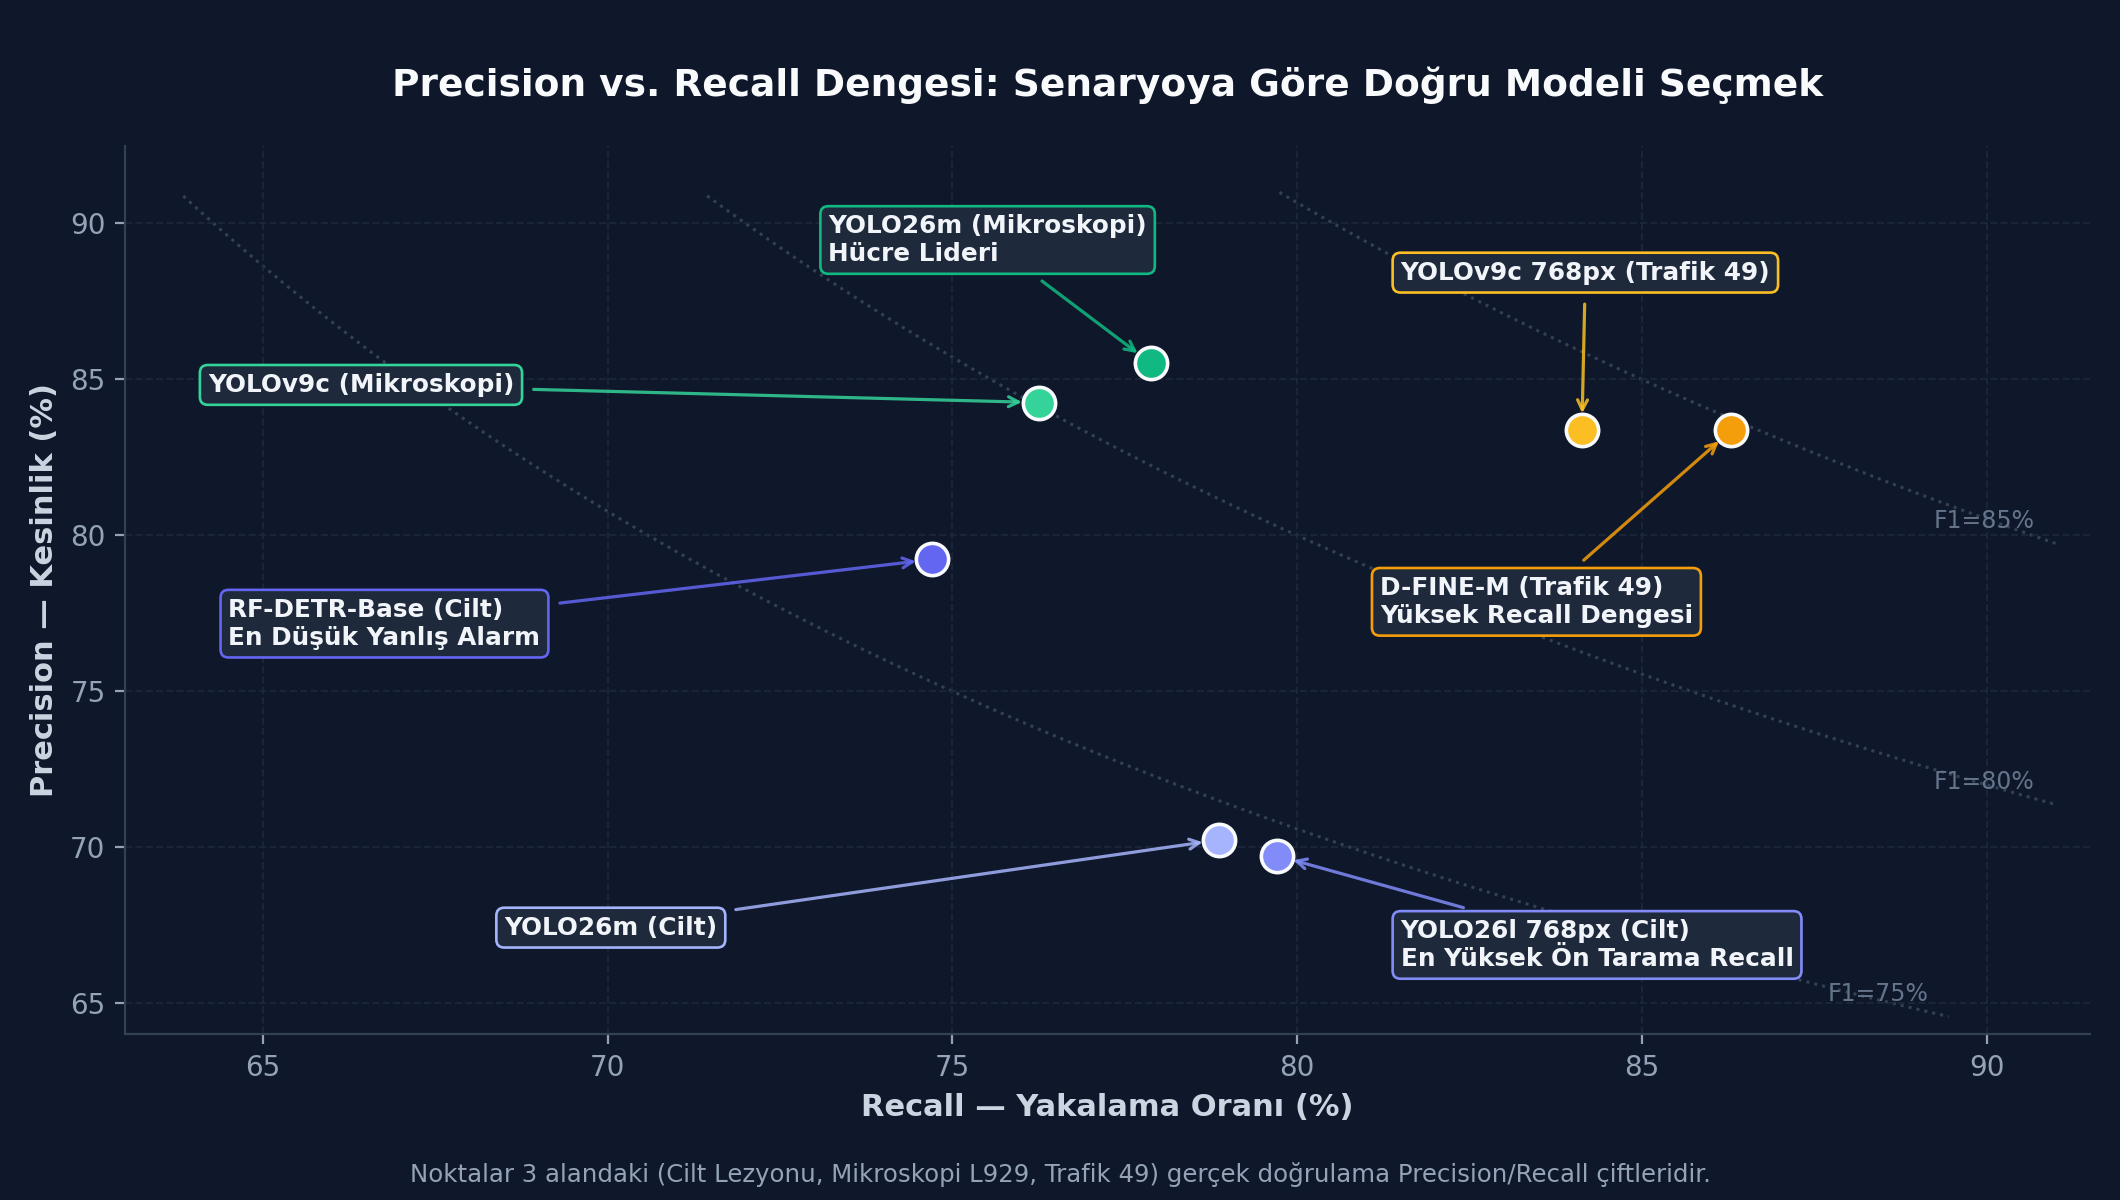 Precision vs. Recall Dengesi: Senaryoya Göre Doğru Modeli Seçmek
Precision — Kesinlik (%)
90
85
80
75
70
65
YOLO26m (Mikroskopi)
Hücre Lideri
YOLOv9c 768px (Trafik 49)
YOLOv9c (Mikroskopi)
F1=85%
RF-DETR-Base (Cilt)
En Düşük Yanlış Alarm
D-FINE-M (Trafik 49)
Yüksek Recall Dengesi
F1=80%
YOLO26m (Cilt)
YOLO26l 768px (Cilt)
En Yüksek Ön Tarama Recall
F1=75%
65
70
75
80
85
90
Recall — Yakalama Oranı (%)
Noktalar 3 alandaki (Cilt Lezyonu, Mikroskopi L929, Trafik 49) gerçek doğrulama Precision/Recall çiftleridir.